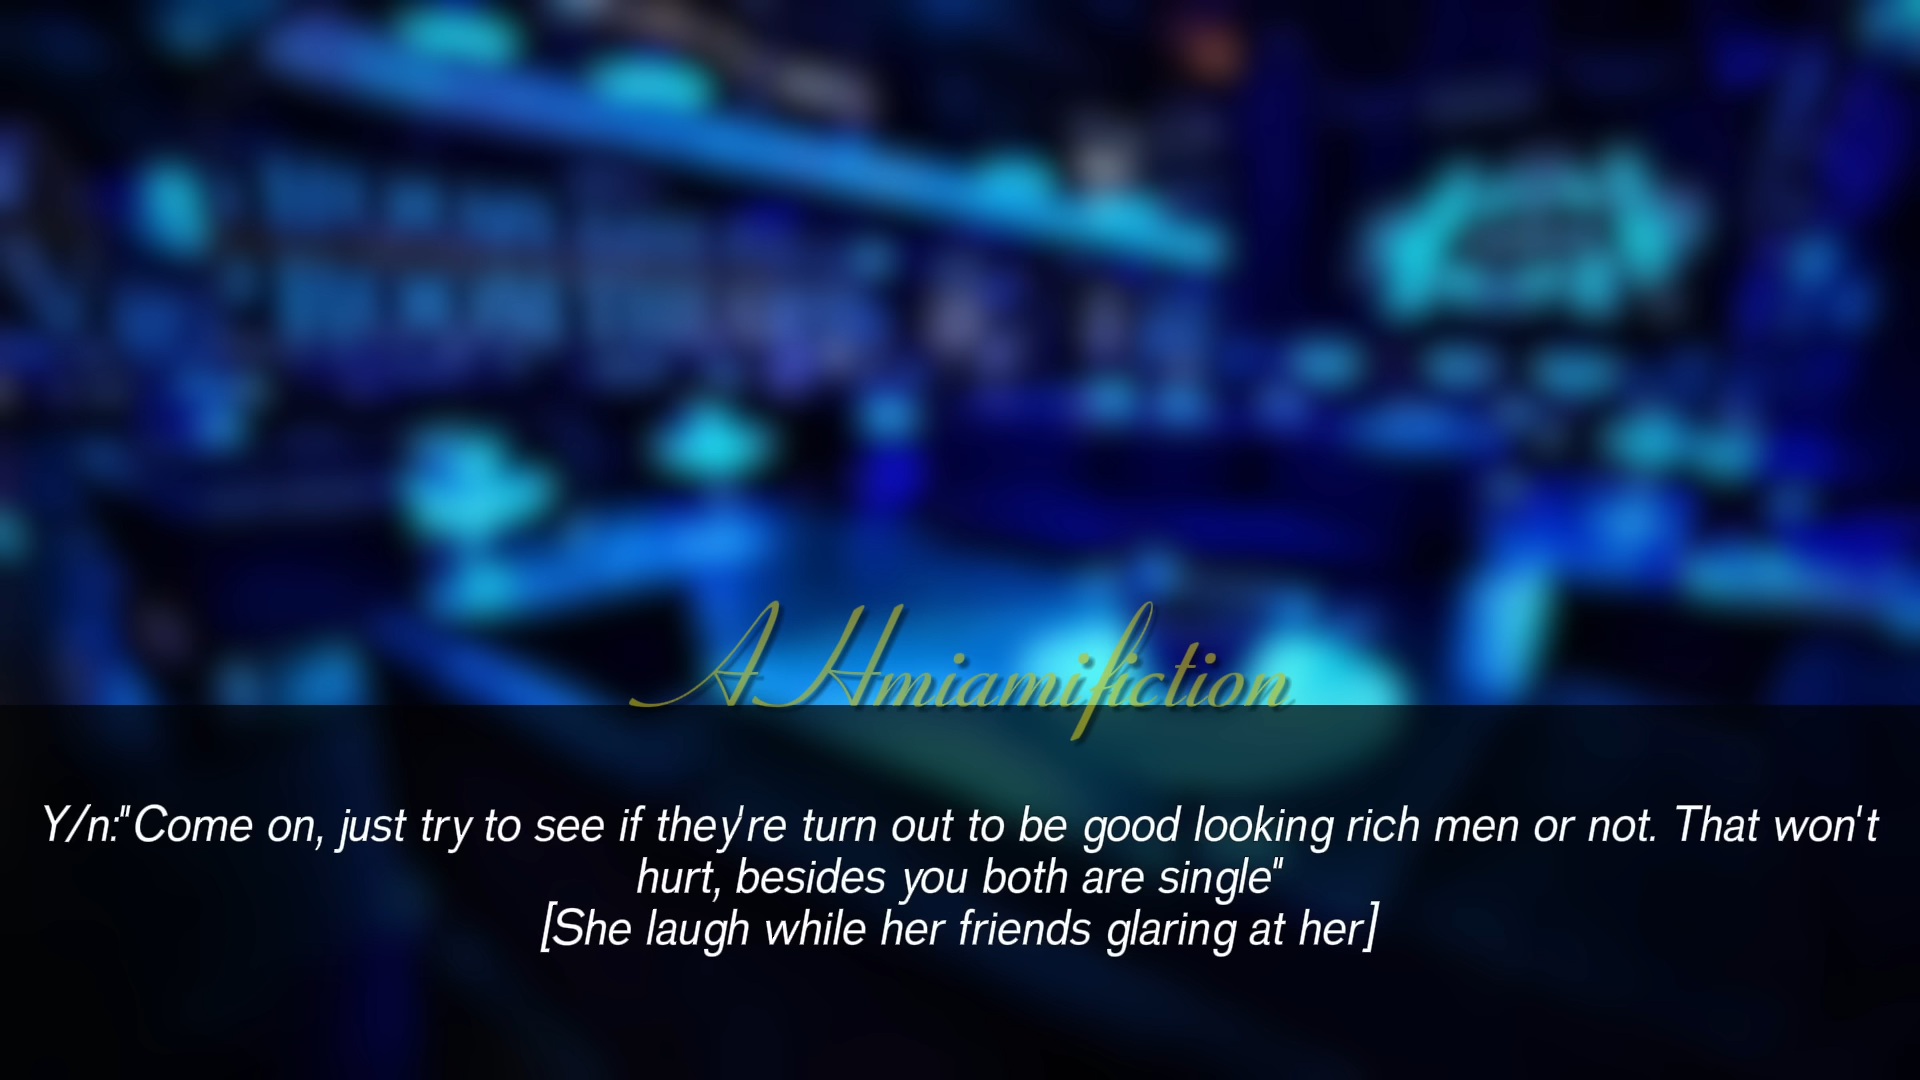 A Hmiamifiction
Y/n:"Come on, just try to see if they're turn out to be good looking rich men or not. That won't
hurt, besides you both are single"
[She laugh while her friends glaring at her]